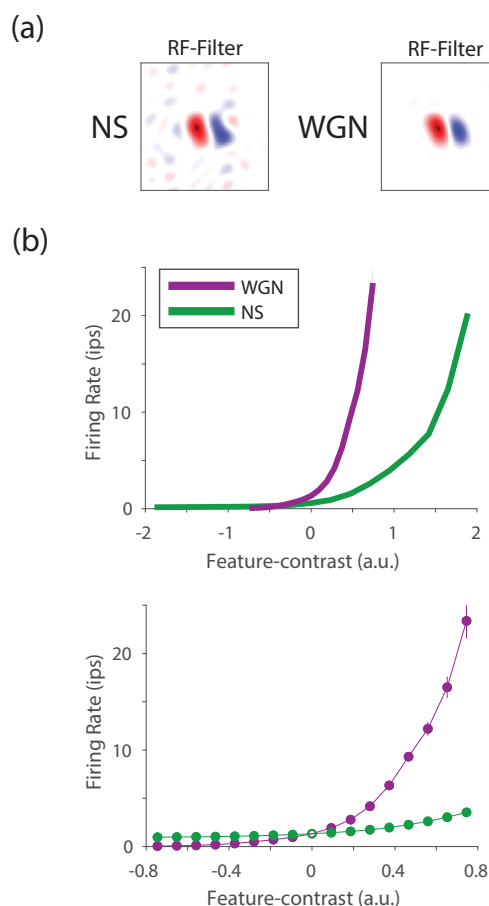 (a)
RF-Filter
RF-Filter
NS
WGN
(b)
WGN
NS
Firing Rate (ips)
20
10
0
-2
-1
0
1
2
Feature-contrast (a.u.)
Firing Rate (ips)
20
10
0
-0.8
-0.4
0
0.4
0.8
Feature-contrast (a.u.)